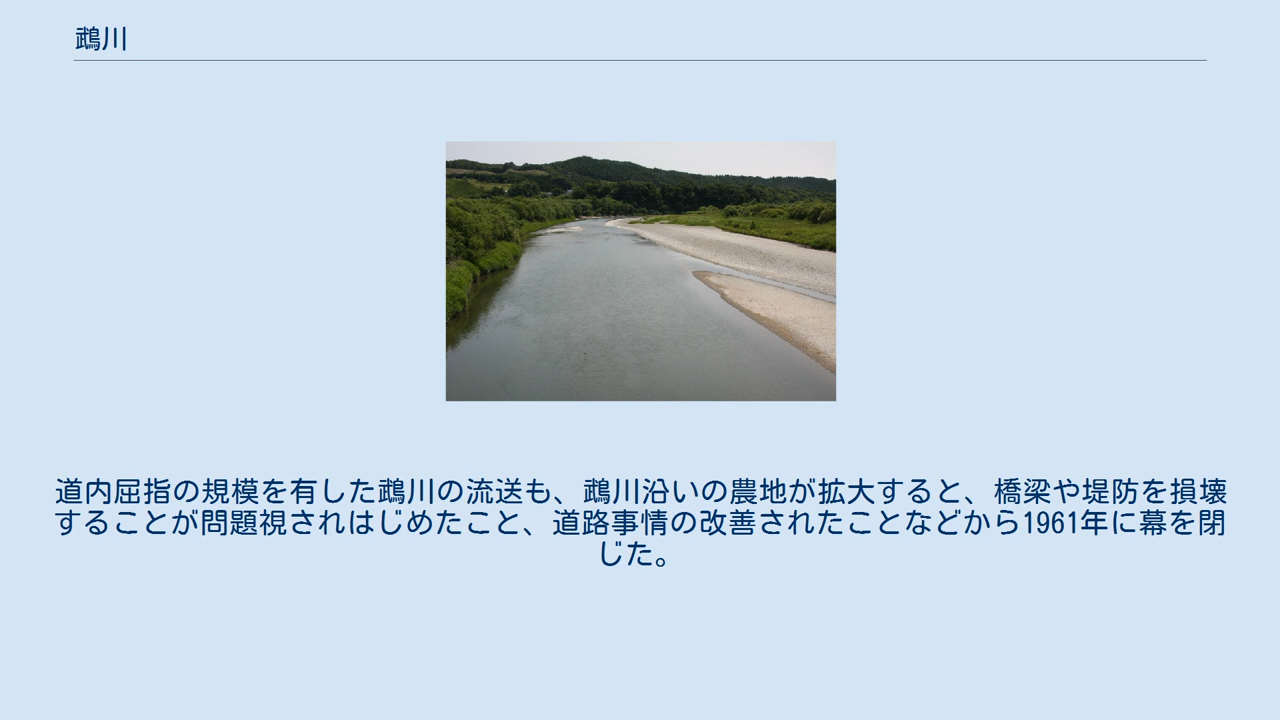 鵡川
道内屈指の規模を有した鵡川の流送も、鵡川沿いの農地が拡大すると、橋梁や堤防を損壊
することが問題視されはじめたこと、道路事情の改善されたことなどから1961年に幕を閉
じた。